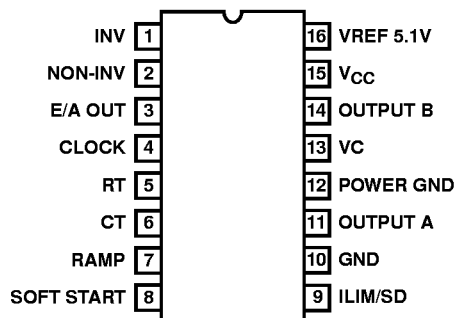 INV 1 16 VREF 5.1V
NON-INV 2 15 VCC
E/A OUT 3 14 OUTPUT B
CLOCK 4 13 VC
RT 5 12 POWER GND
CT 6 11 OUTPUT A
RAMP 7 10 GND
SOFT START 8 9 ILIM/SD